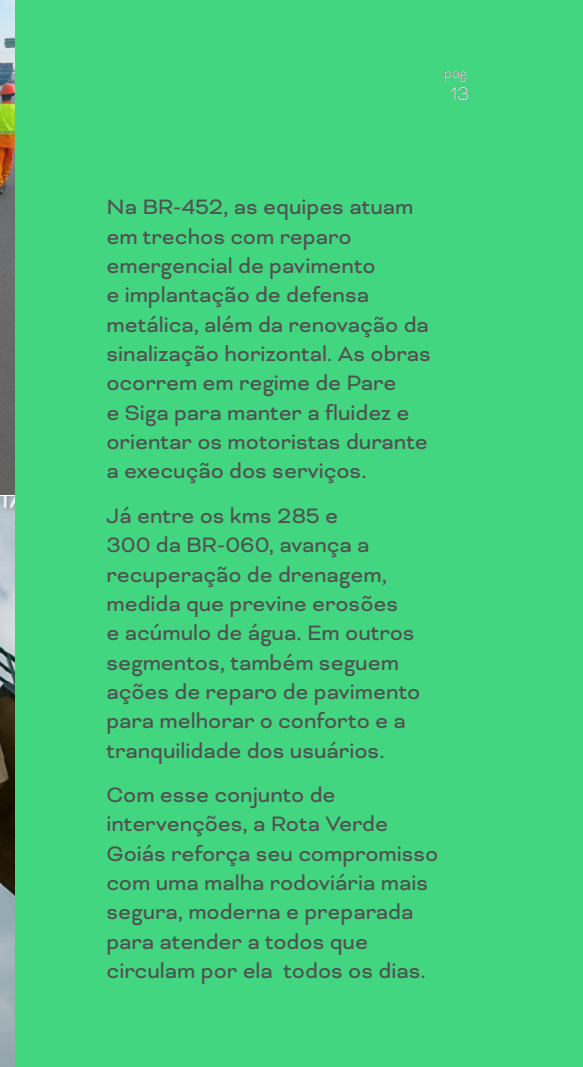 pag
13
Na BR-452, as equipes atuam
em trechos com reparo
emergencial de pavimento
e implantação de defensa
metálica, além da renovação da
sinalização horizontal. As obras
ocorrem em regime de Pare
e Siga para manter a fluidez e
orientar os motoristas durante
a execução dos serviços.
Já entre os kms 285 e
300 da BR-060, avança a
recuperação de drenagem,
medida que previne erosões
e acúmulo de água. Em outros
segmentos, também seguem
ações de reparo de pavimento
para melhorar o conforto e a
tranquilidade dos usuários.
Com esse conjunto de
intervenções, a Rota Verde
Goiás reforça seu compromisso
com uma malha rodoviária mais
segura, moderna e preparada
para atender a todos que
circulam por ela  todos os dias.